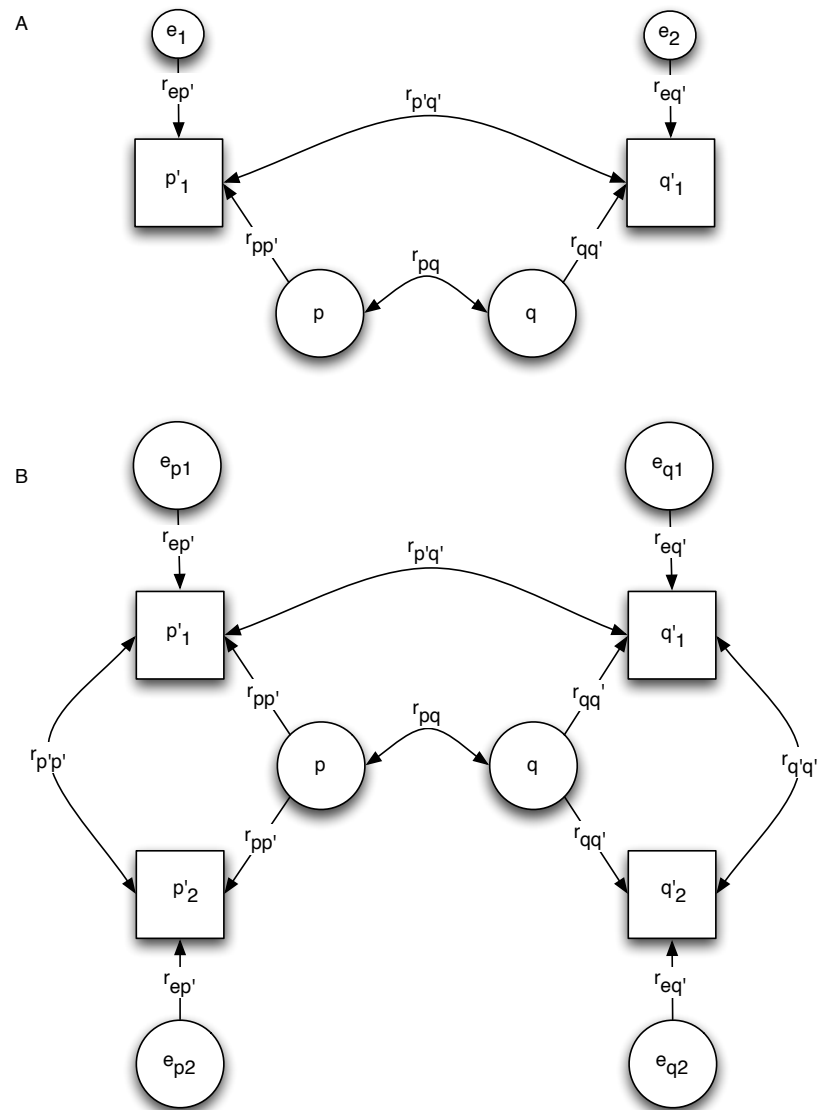 A
e1
e2
rep'
req'
rp'q'
p'1
q'1
rpp'
rpq
rqq'
p
q
B
ep1
eq1
rep'
req'
rp'q'
p'1
q'1
rpp'
rpq
rqq'
rp'p'
p
q
rq'q'
rpp'
rqq'
p'2
q'2
rep'
req'
ep2
eq2